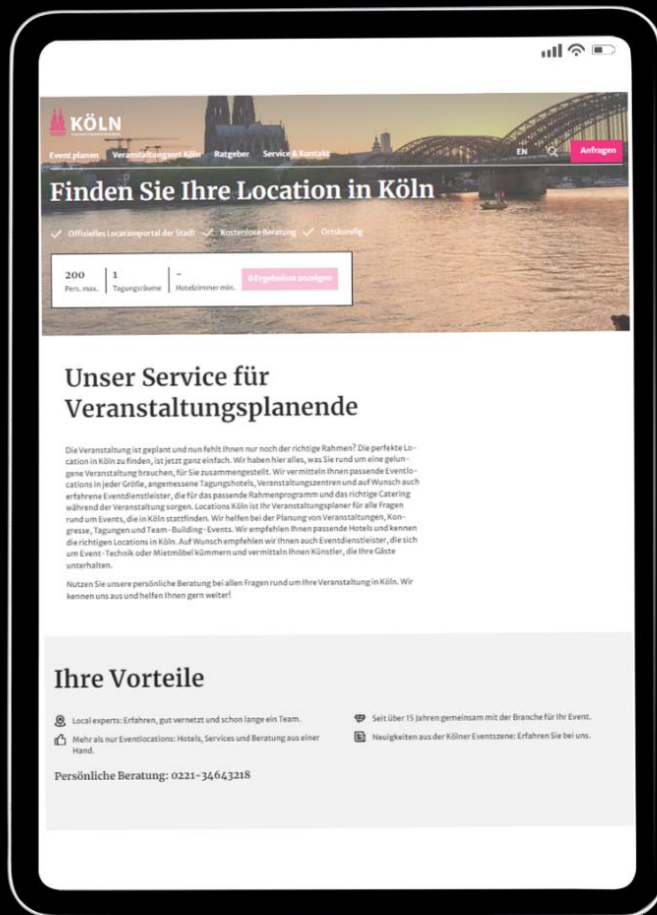 KÖLN
Event planen Veranstaltungsort Köln Ratgeber Service & Kontakt EN Anfragen
Finden Sie Ihre Location in Köln
Offizielles Locationportal der Stadt Kostenlose Beratung Ortskundig
200 1 - 0 Ergebnisse anzeigen
Pers. max. Tagungsräume Hotelzimmer min.
Unser Service für
Veranstaltungsplanende
Die Veranstaltung ist geplant und nun fehlt Ihnen nur noch der richtige Rahmen? Die perfekte Lo-
cation in Köln zu finden, ist jetzt ganz einfach. Wir haben hier alles, was Sie rund um eine gelun-
gene Veranstaltung brauchen, für Sie zusammengestellt. Wir vermitteln Ihnen passende Eventlo-
cations in jeder Größe, angemessene Tagungshotels, Veranstaltungszentren und auf Wunsch auch
erfahrene Eventdienstleister, die für das passende Rahmenprogramm und das richtige Catering
während der Veranstaltung sorgen. Locations Köln ist Ihr Veranstaltungsplaner für alle Fragen
rund um Events, die in Köln stattfinden. Wir helfen bei der Planung von Veranstaltungen, Kon-
gresse, Tagungen und Team-Building-Events. Wir empfehlen Ihnen passende Hotels und kennen
die richtigen Locations in Köln. Auf Wunsch empfehlen wir Ihnen auch Eventdienstleister, die sich
um Event-Technik oder Mietmöbel kümmern und vermitteln Ihnen Künstler, die Ihre Gäste
unterhalten.
Nutzen Sie unsere persönliche Beratung bei allen Fragen rund um Ihre Veranstaltung in Köln. Wir
kennen uns aus und helfen Ihnen gern weiter!
Ihre Vorteile
Local experts: Erfahren, gut vernetzt und schon lange ein Team.
Mehr als nur Eventlocations: Hotels, Services und Beratung aus einer
Hand.
Seit über 15 Jahren gemeinsam mit der Branche für Ihr Event.
Neuigkeiten aus der Kölner Eventszene: Erfahren Sie bei uns.
Persönliche Beratung: 0221-34643218